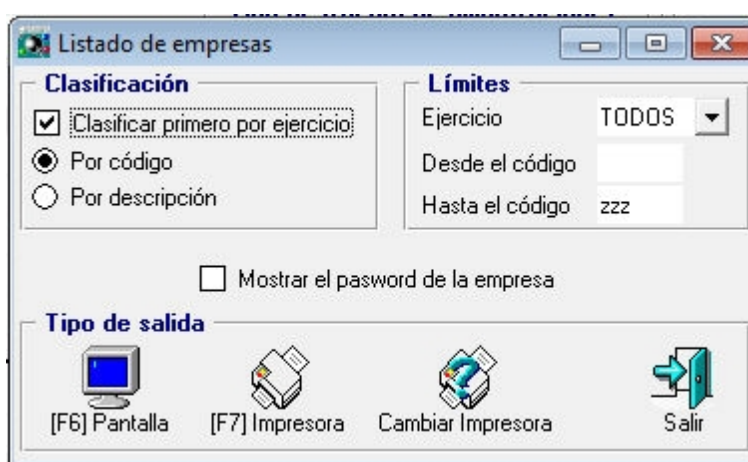 Listado de empresas
Clasificación
Clasificar primero por ejercicio
Por código
Por descripción
Límites
Ejercicio TODOS
Desde el código
Hasta el código zzz
Mostrar el pasword de la empresa
Tipo de salida
[F6] Pantalla [F7] Impresora Cambiar Impresora Salir